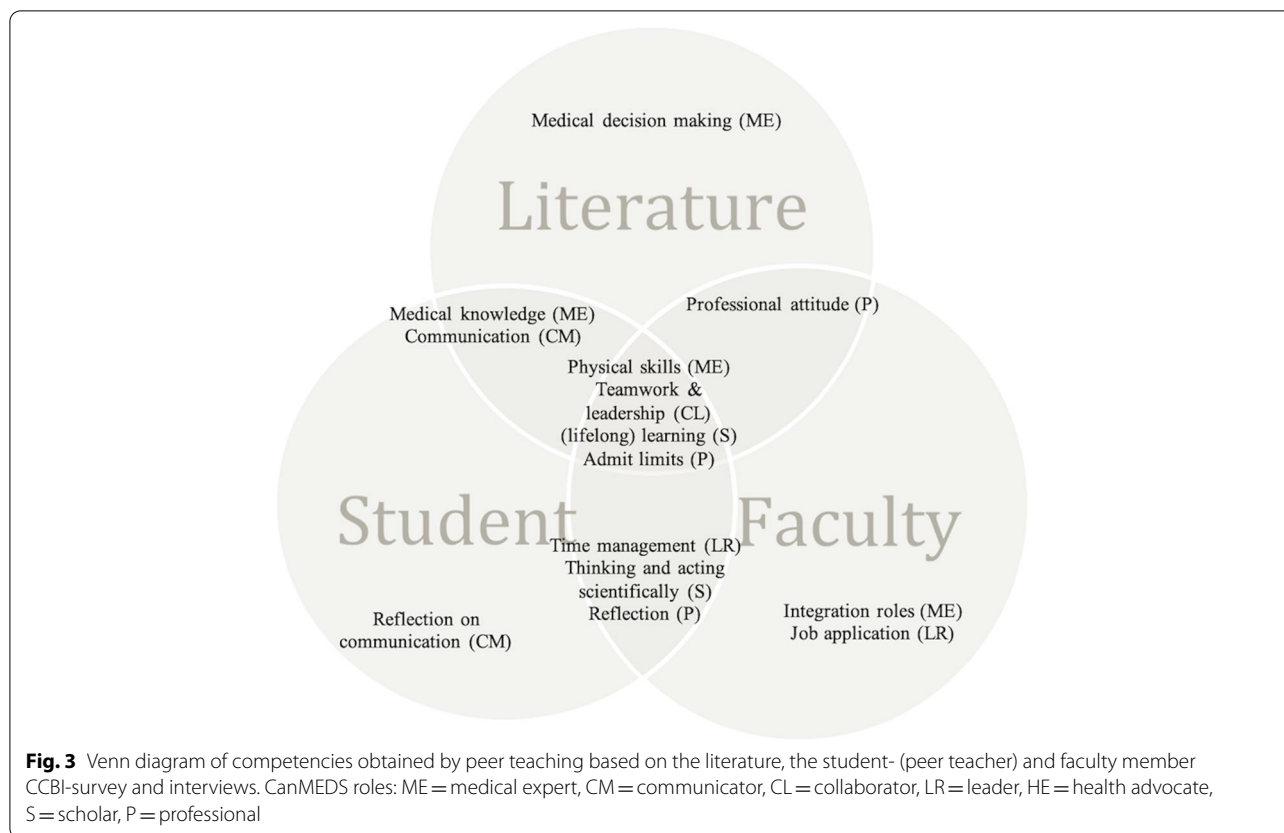 Medical decision making (ME)
Literature
Professional attitude (P)
Medical knowledge (ME)
Communication (CM)
Physical skills (ME)
Teamwork &
leadership (CL)
(lifelong) learning (S)
Admit limits (P)
Student
Faculty
Time management (LR)
Thinking and acting
scientifically (S)
Reflection (P)
Reflection on
communication (CM)
Integration roles (ME)
Job application (LR)
Fig. 3 Venn diagram of competencies obtained by peer teaching based on the literature, the student- (peer teacher) and faculty member
CCBI-survey and interviews. CanMEDS roles: ME = medical expert, CM = communicator, CL = collaborator, LR = leader, HE = health advocate,
S = scholar, P = professional